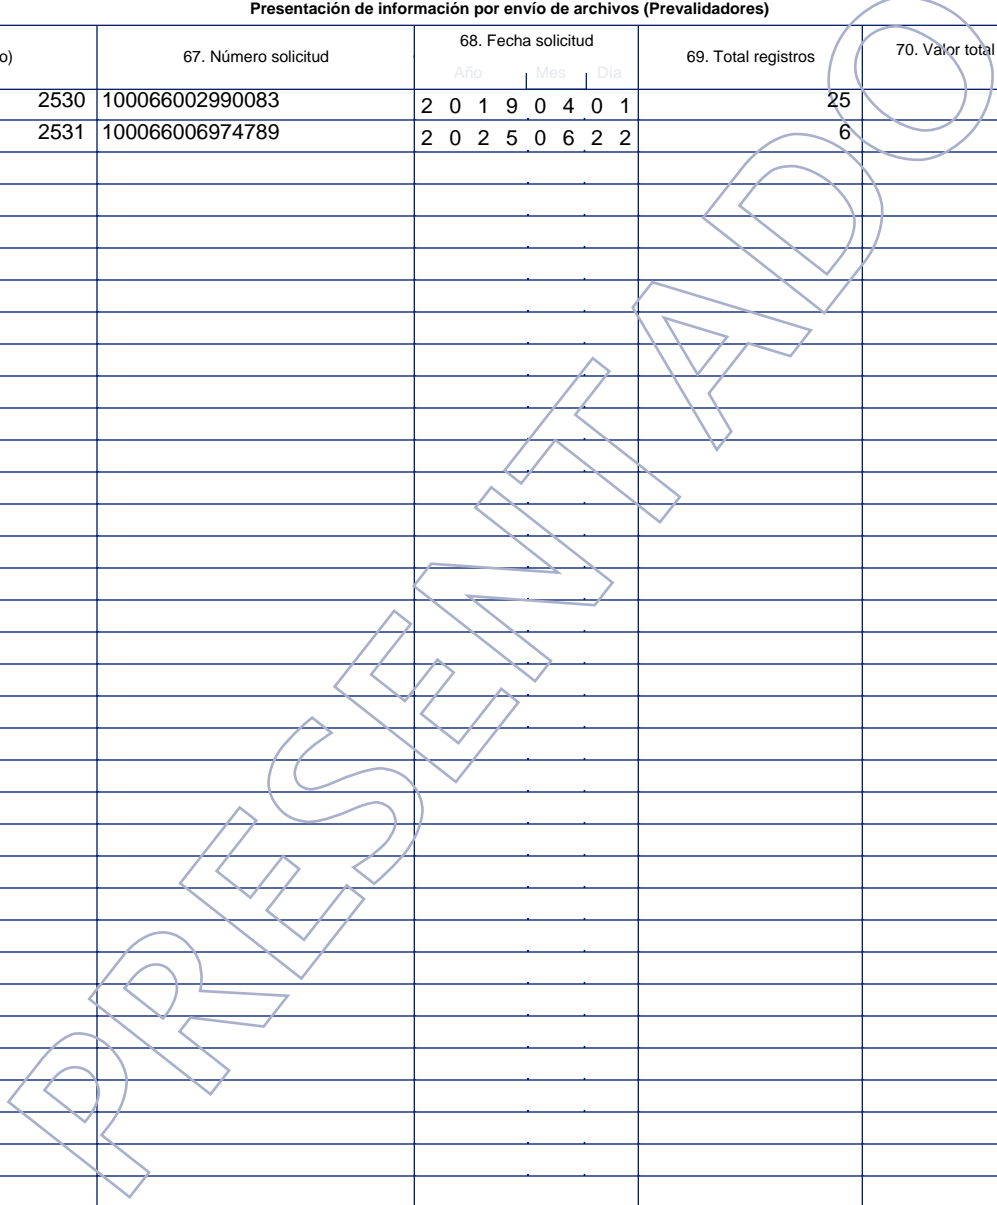 Presentación de información por envío de archivos (Prevalidadores)
o) 67. Número solicitud 68. Fecha solicitud 69. Total registros 70. Valor total
Año Mes Día
2530 100066002990083 2 0 1 9 0 4 0 1 25
2531 100066006974789 2 0 2 5 0 6 2 2 6
PRESENTADO